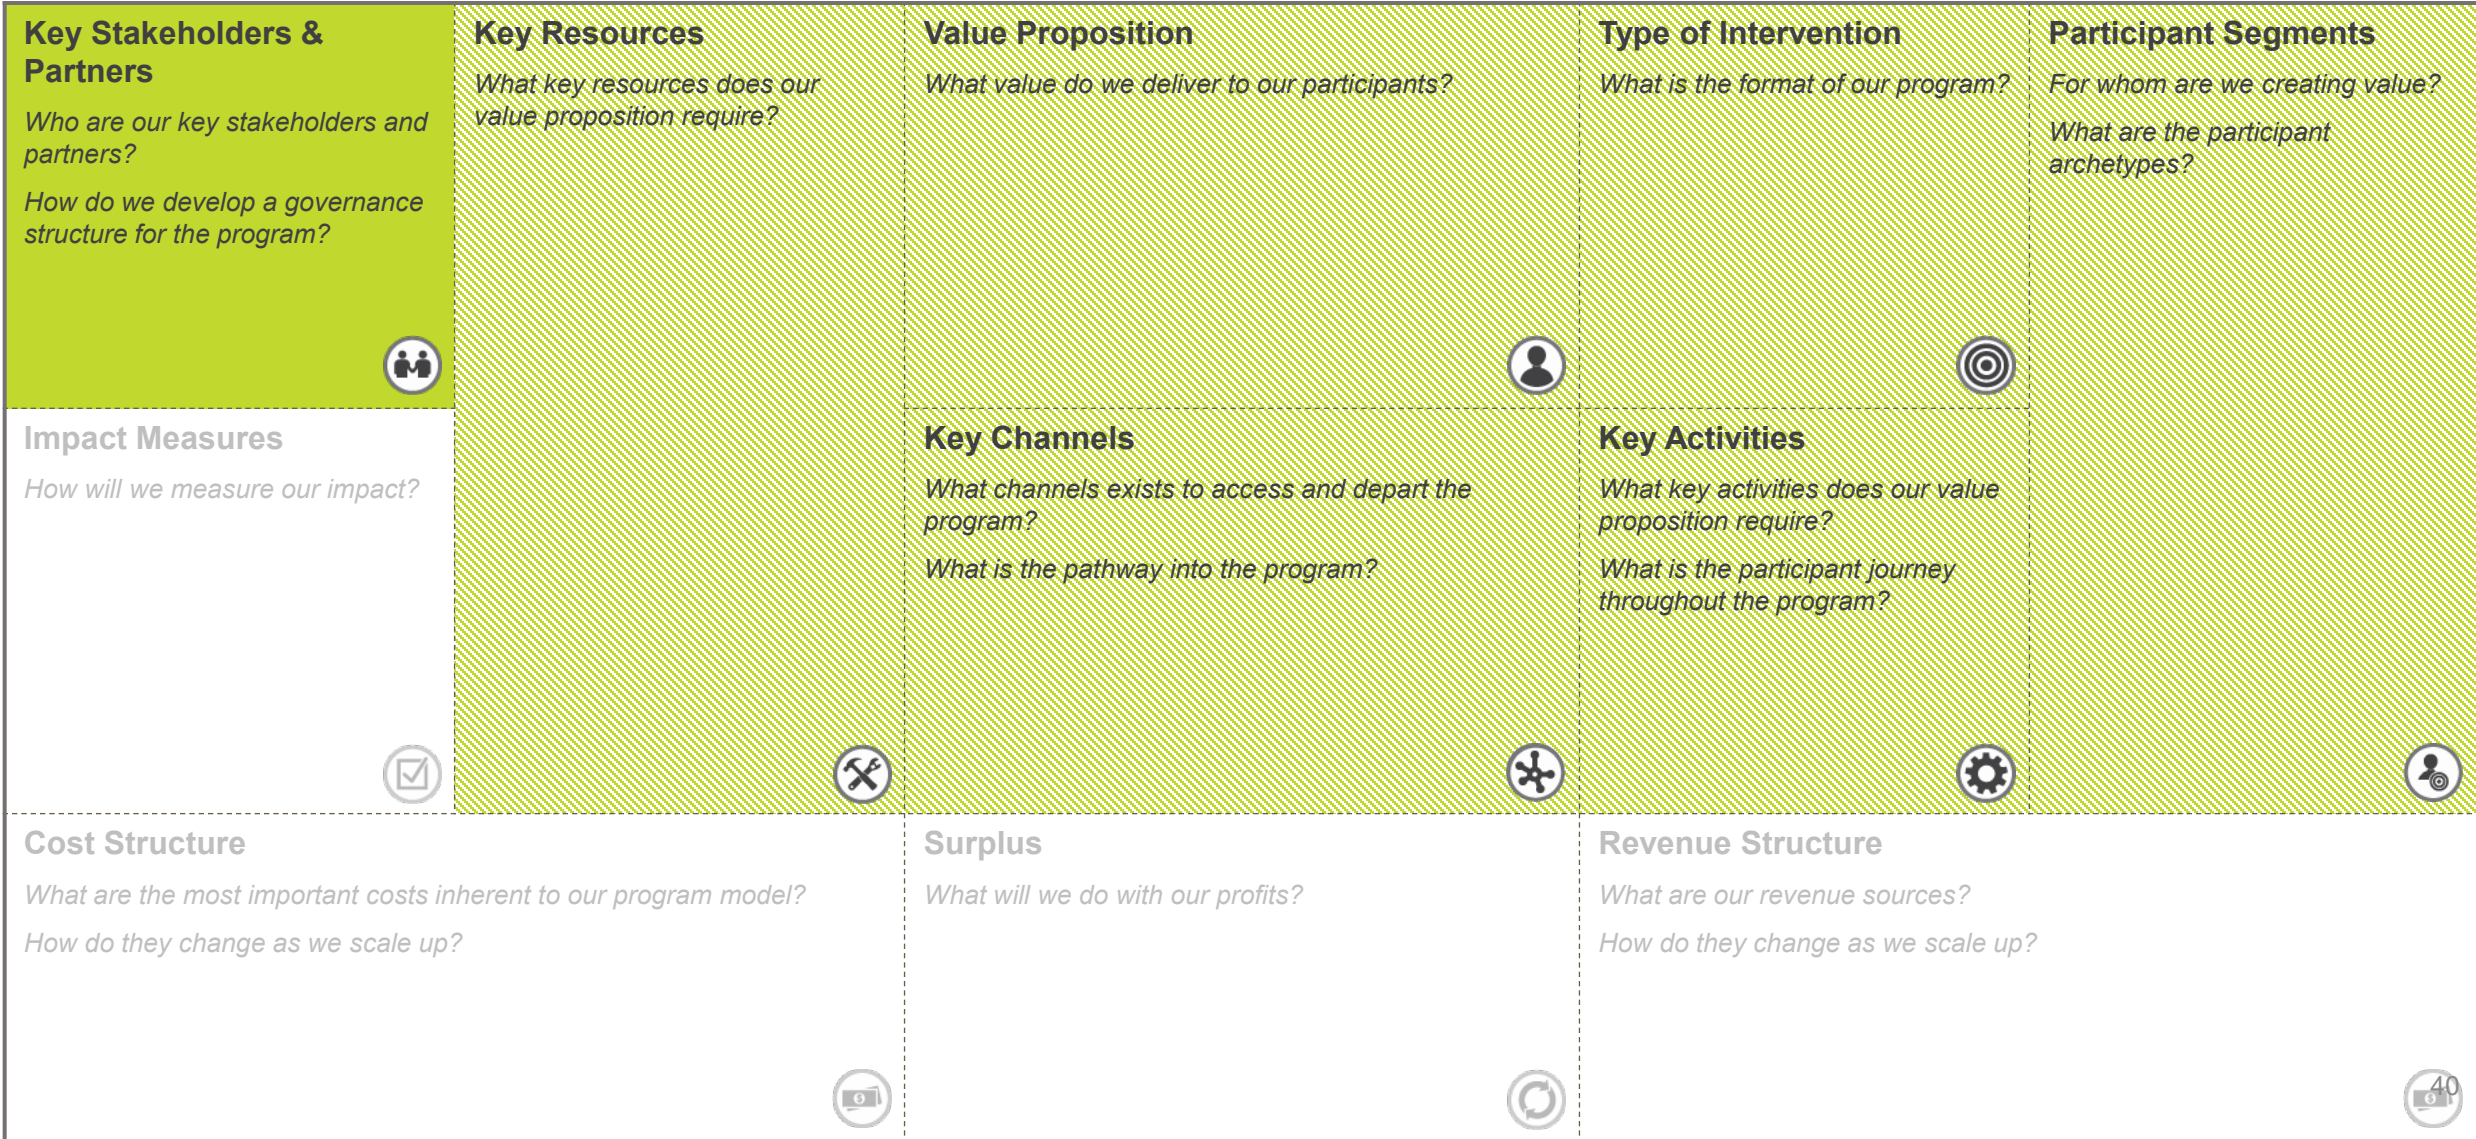 Key Stakeholders &
Partners
Who are our key stakeholders and
partners?
How do we develop a governance
structure for the program?
Key Resources
What key resources does our
value proposition require?
Value Proposition
What value do we deliver to our participants?
Type of Intervention
What is the format of our program?
Participant Segments
For whom are we creating value?
What are the participant
archetypes?
Impact Measures
How will we measure our impact?
Key Channels
What channels exists to access and depart the
program?
What is the pathway into the program?
Key Activities
What key activities does our value
proposition require?
What is the participant journey
throughout the program?
Cost Structure
What are the most important costs inherent to our program model?
How do they change as we scale up?
Surplus
What will we do with our profits?
Revenue Structure
What are our revenue sources?
How do they change as we scale up?
40